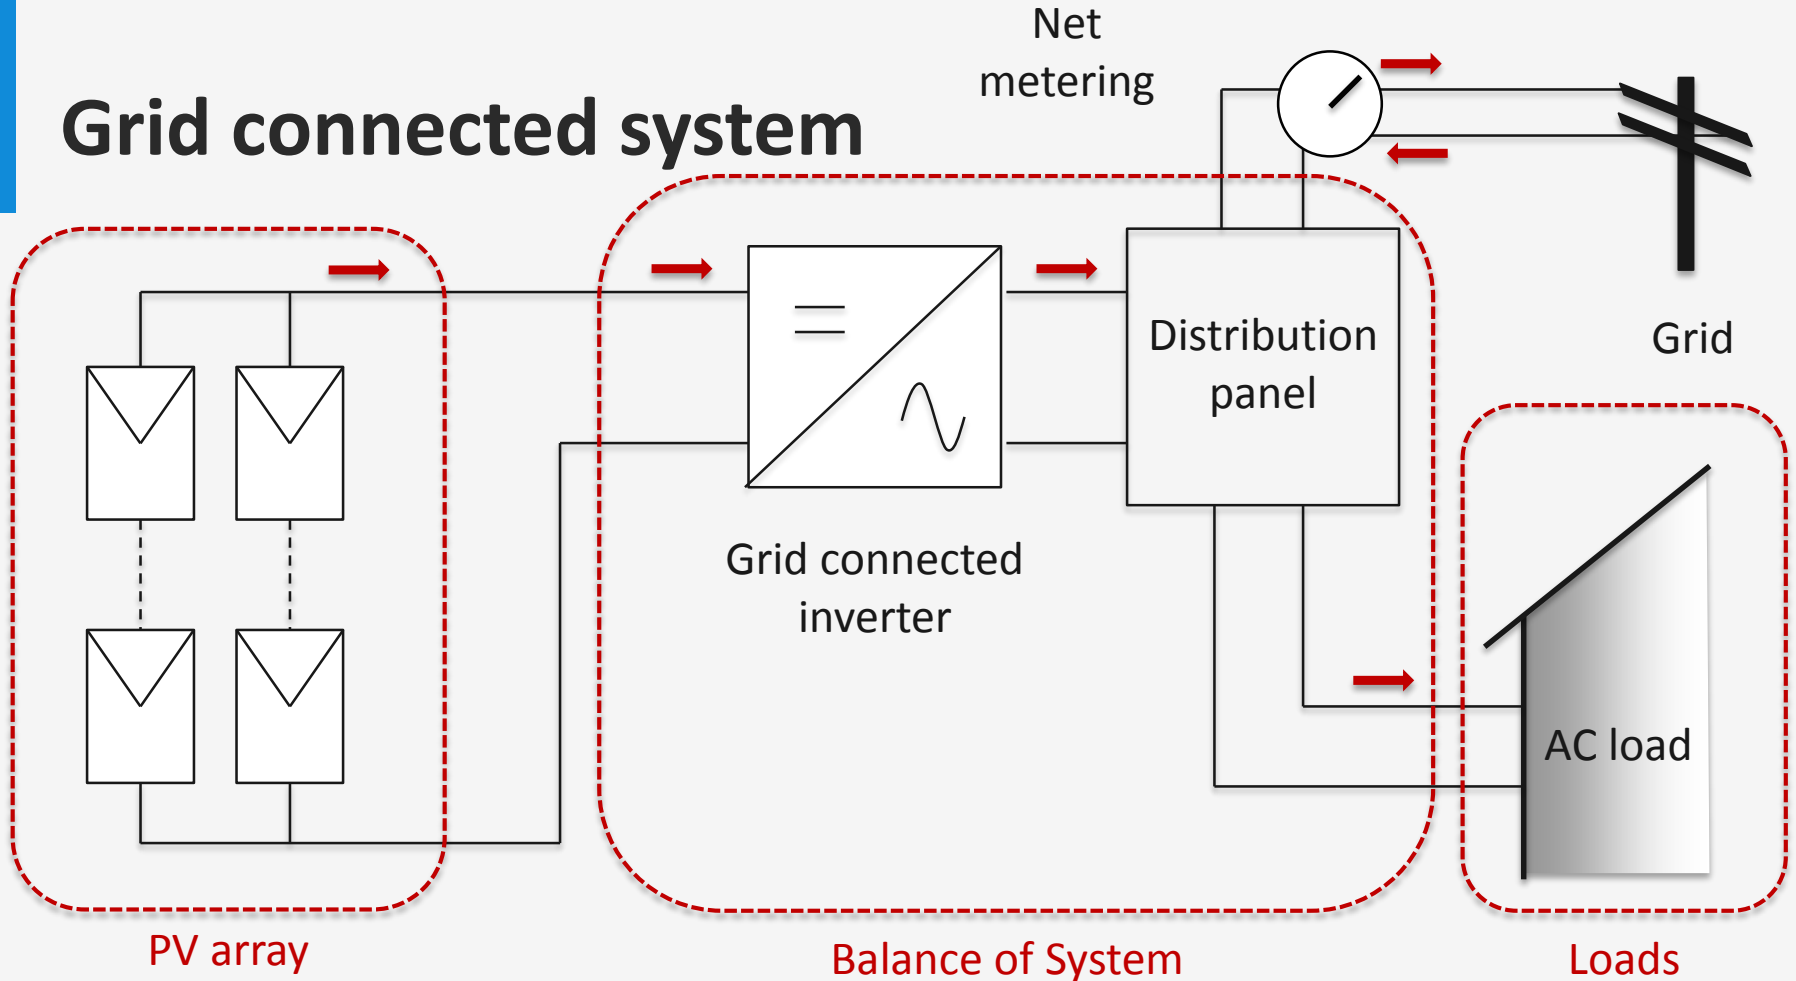 Net
metering
Grid connected system
Distribution
panel
Grid
Grid connected
inverter
AC load
PV array
Balance of System
Loads